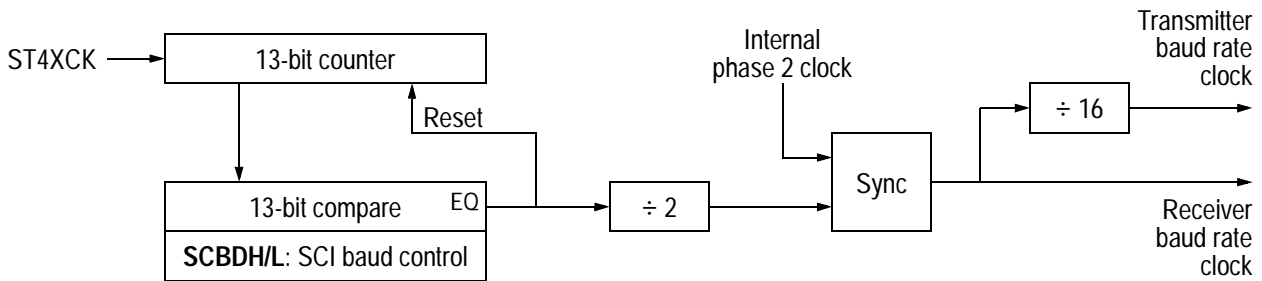 Transmitter
baud rate
clock
Internal
phase 2 clock
ST4XCK
13-bit counter
÷ 16
Reset
Sync
13-bit compare
EQ
÷ 2
SCBDH/L: SCI baud control
Receiver
baud rate
clock